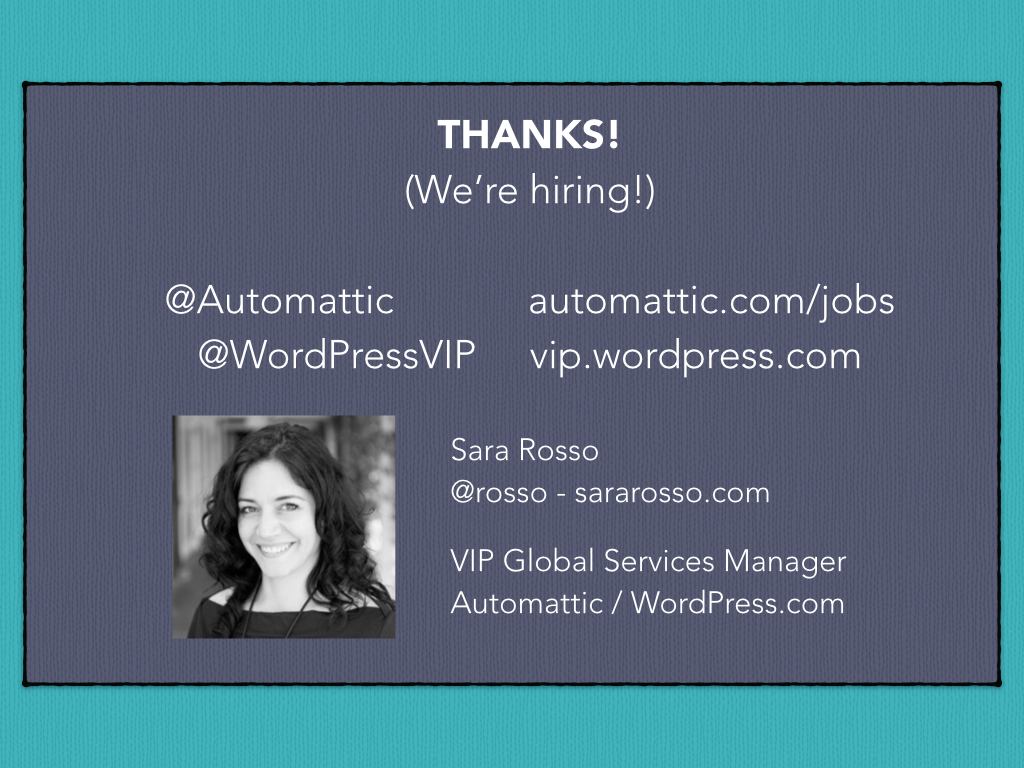 THANKS!
(We’re hiring!)
@Automattic automattic.com/jobs
@WordPressVIP vip.wordpress.com
Sara Rosso
@rosso - sararosso.com
VIP Global Services Manager
Automattic / WordPress.com